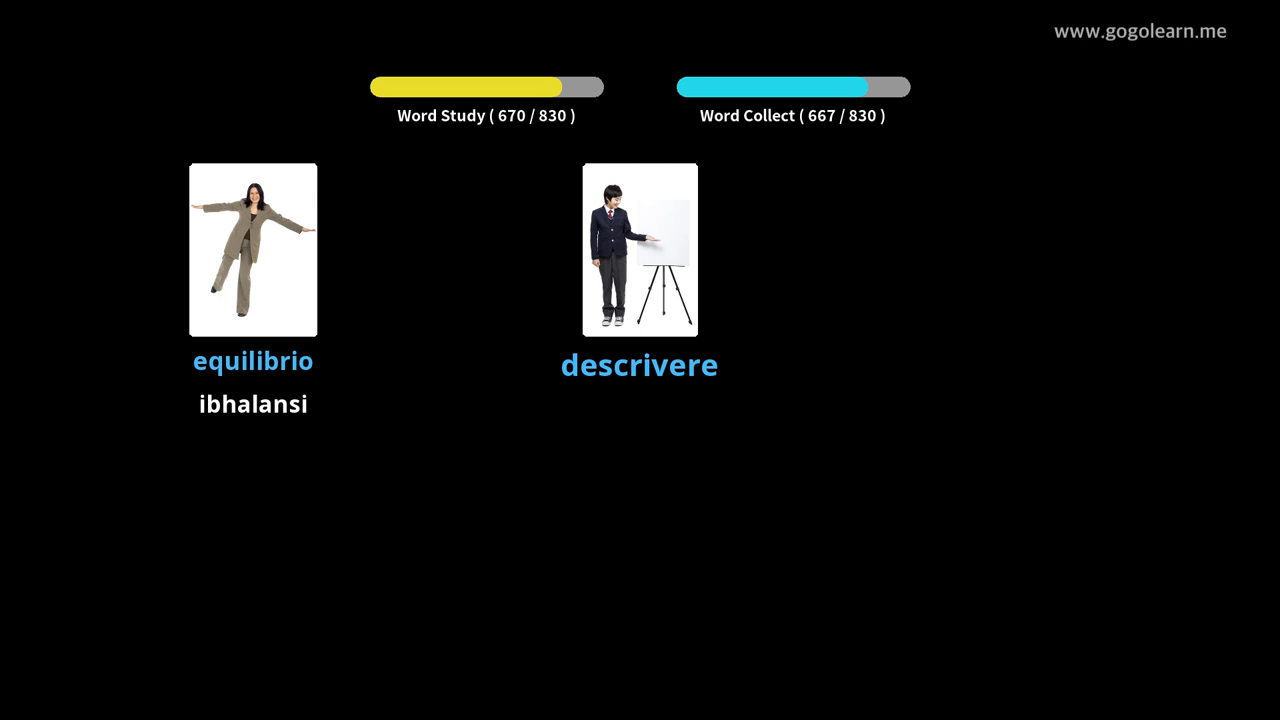 www.gogolearn.me
Word Study ( 670 / 830 )
Word Collect ( 667 / 830 )
equilibrio
ibhalansi
descrivere